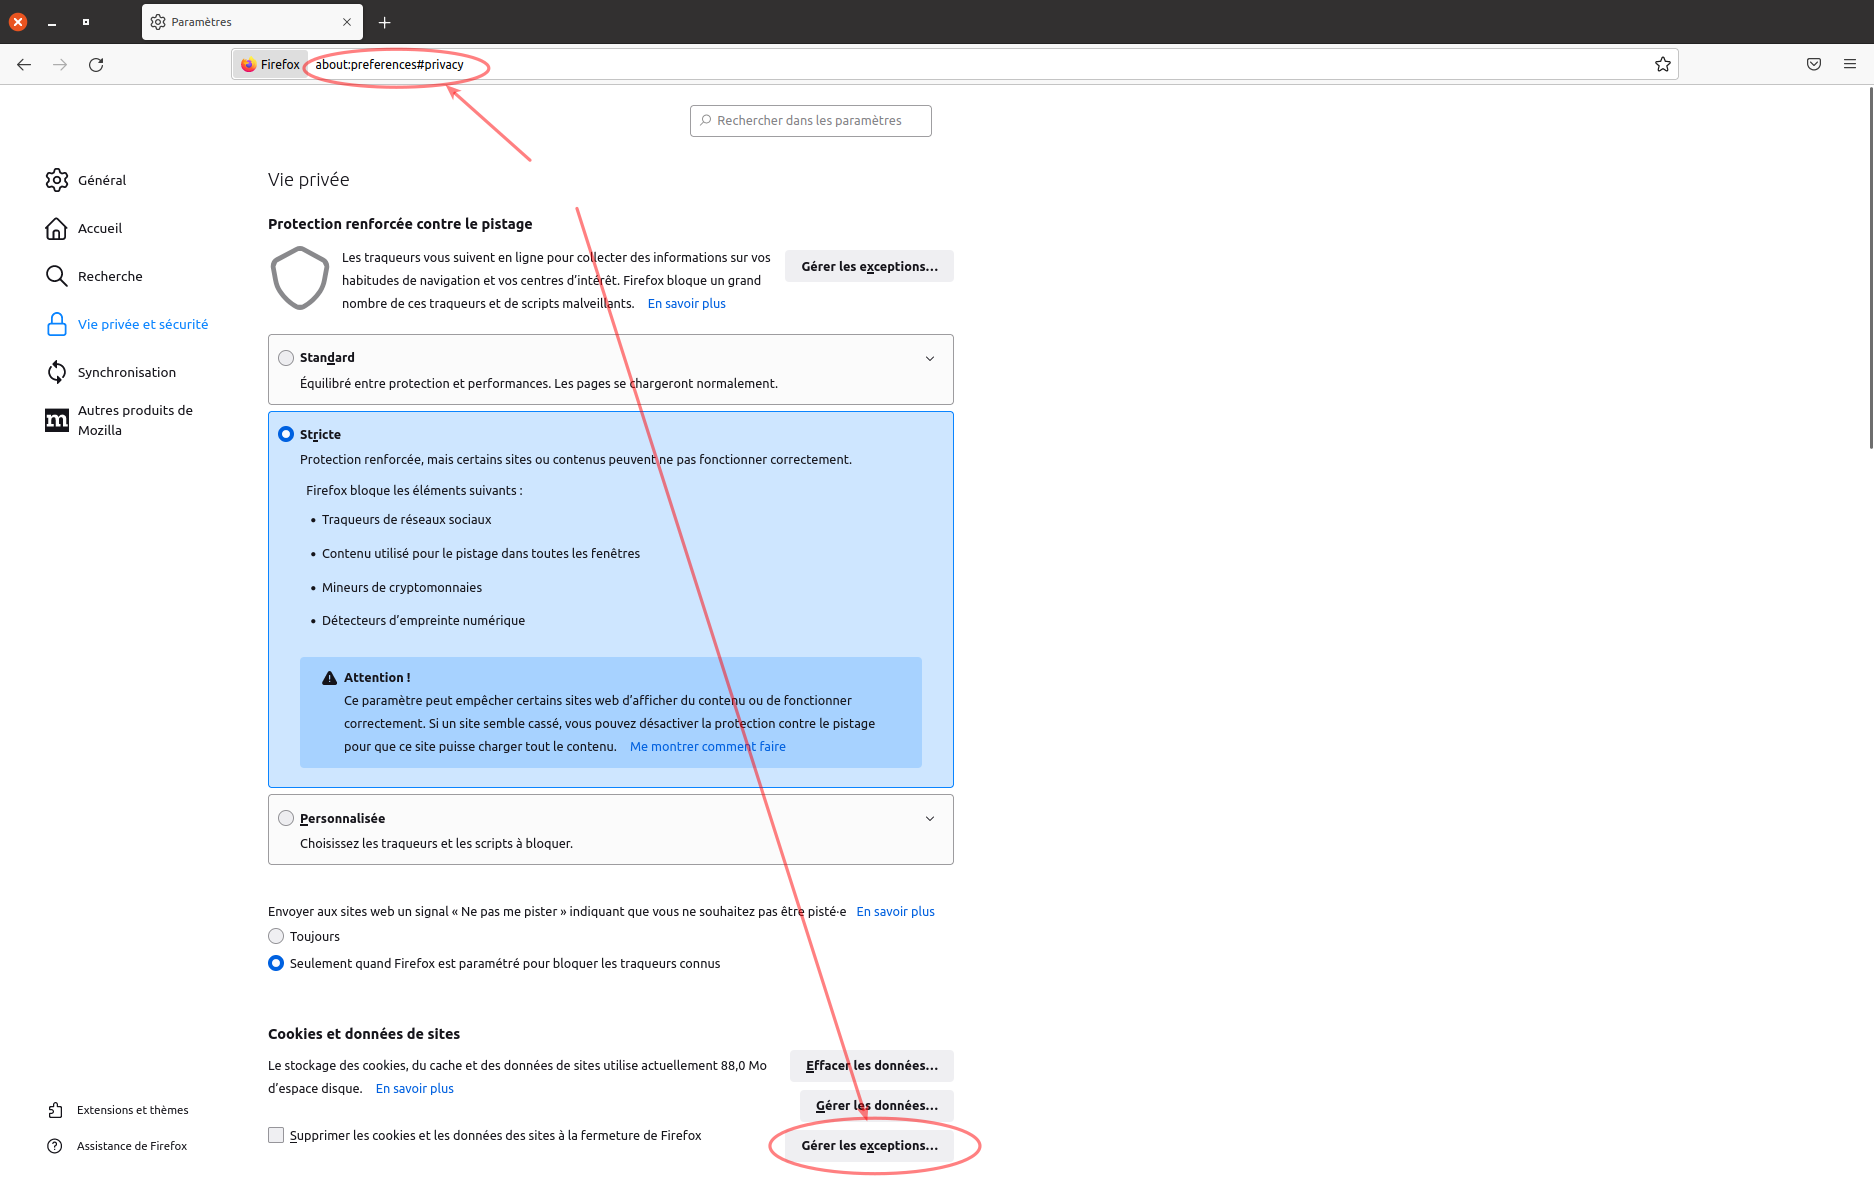 Paramètres
Firefox
about:preferences#privacy
Rechercher dans les paramètres
Général
Accueil
Recherche
Vie privée et sécurité
Synchronisation
m
Autres produits de
Mozilla
Extensions et thèmes
Assistance de Firefox
Vie privée
Protection renforcée contre le pistage
Les traqueurs vous suivent en ligne pour collecter des informations sur vos
habitudes de navigation et vos centres d’intérêt. Firefox bloque un grand
nombre de ces traqueurs et de scripts malveillants. En savoir plus
Gérer les exceptions…
Standard
Équilibré entre protection et performances. Les pages se chargeront normalement.
Stricte
Protection renforcée, mais certains sites ou contenus peuvent ne pas fonctionner correctement.
Firefox bloque les éléments suivants :
• Traqueurs de réseaux sociaux
• Contenu utilisé pour le pistage dans toutes les fenêtres
• Mineurs de cryptomonnaies
• Détecteurs d’empreinte numérique
Attention !
Ce paramètre peut empêcher certains sites web d’afficher du contenu ou de fonctionner
correctement. Si un site semble cassé, vous pouvez désactiver la protection contre le pistage
pour que ce site puisse charger tout le contenu. Me montrer comment faire
Personnalisée
Choisissez les traqueurs et les scripts à bloquer.
Envoyer aux sites web un signal « Ne pas me pister » indiquant que vous ne souhaitez pas être pisté·e En savoir plus
Toujours
Seulement quand Firefox est paramétré pour bloquer les traqueurs connus
Cookies et données de sites
Le stockage des cookies, du cache et des données de sites utilise actuellement 88,0 Mo
d’espace disque. En savoir plus
Effacer les données…
Gérer les données…
Supprimer les cookies et les données des sites à la fermeture de Firefox
Gérer les exceptions…